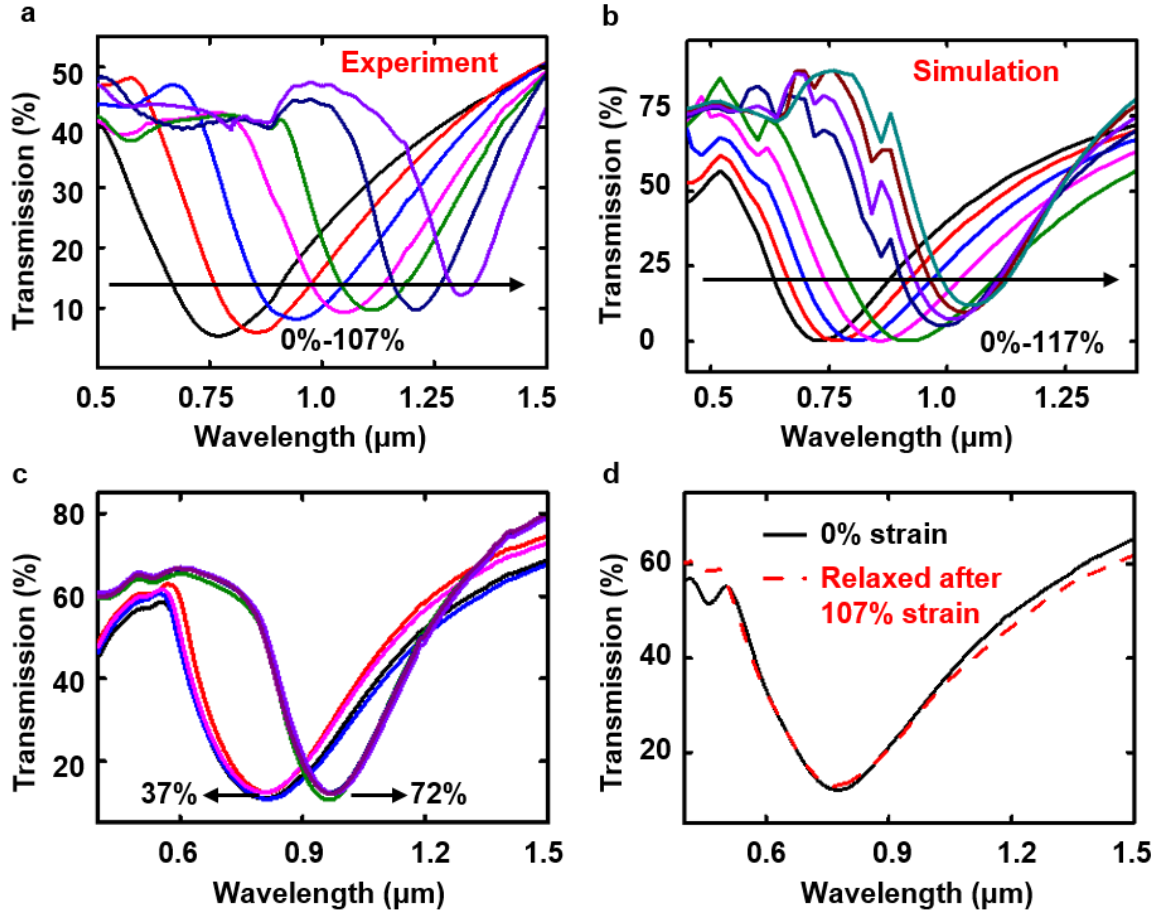 a
Experiment
50
40
30
20
10
Transmission (%)
0%-107%
0.5
0.75
1.0
1.25
1.5
Wavelength (μm)
b
Simulation
75
50
25
0
Transmission (%)
0%-117%
0.5
0.75
1.0
1.25
Wavelength (μm)
c
80
60
40
20
Transmission (%)
37%
72%
0.6
0.9
1.2
1.5
Wavelength (μm)
d
0% strain
Relaxed after
107% strain
60
40
20
Transmission (%)
0.6
0.9
1.2
1.5
Wavelength (μm)